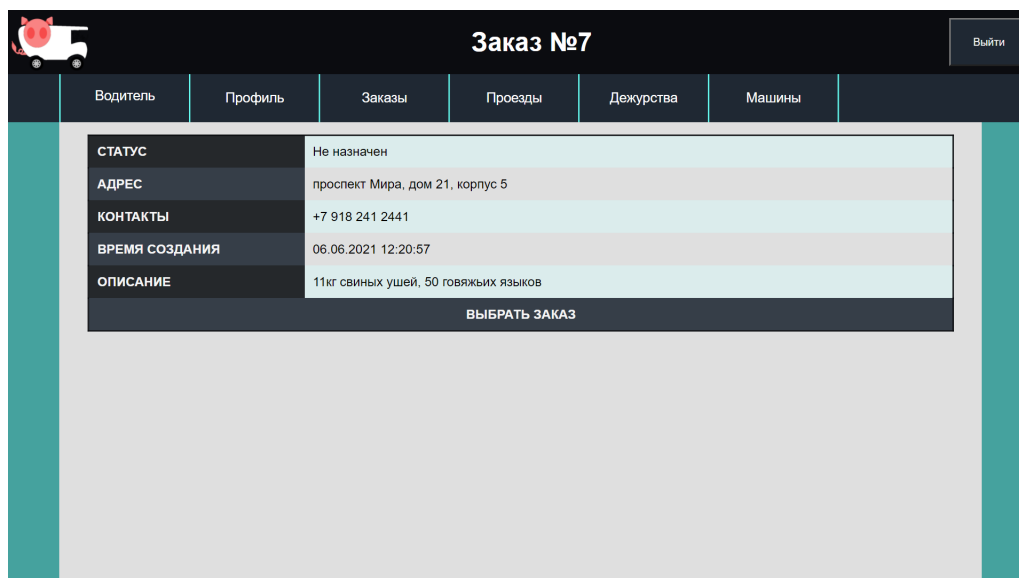 Заказ №7
Выйти
Водитель Профиль Заказы Проезды Дежурства Машины
СТАТУС Не назначен
АДРЕС проспект Мира, дом 21, корпус 5
КОНТАКТЫ +7 918 241 2441
ВРЕМЯ СОЗДАНИЯ 06.06.2021 12:20:57
ОПИСАНИЕ 11кг свиных ушей, 50 говяжьих языков
ВЫБРАТЬ ЗАКАЗ